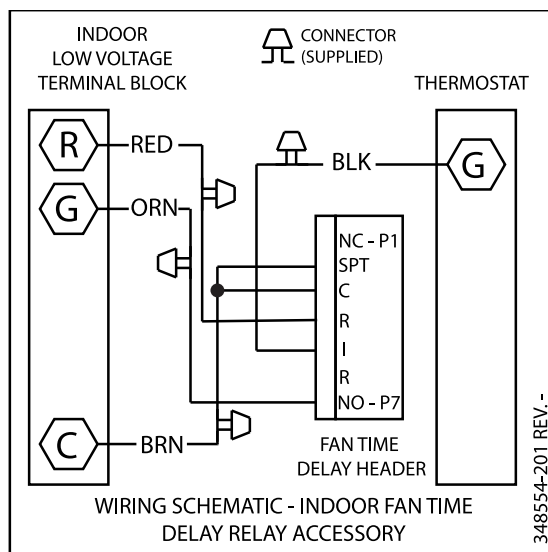 INDOOR
LOW VOLTAGE
TERMINAL BLOCK
CONNECTOR
(SUPPLIED)
THERMOSTAT
R
RED
G
ORN
C
BRN
BLK
G
NC - P1
SPT
C
R
I
R
NO - P7
FAN TIME
DELAY HEADER
WIRING SCHEMATIC - INDOOR FAN TIME
DELAY RELAY ACCESSORY
348554-201 REV. -